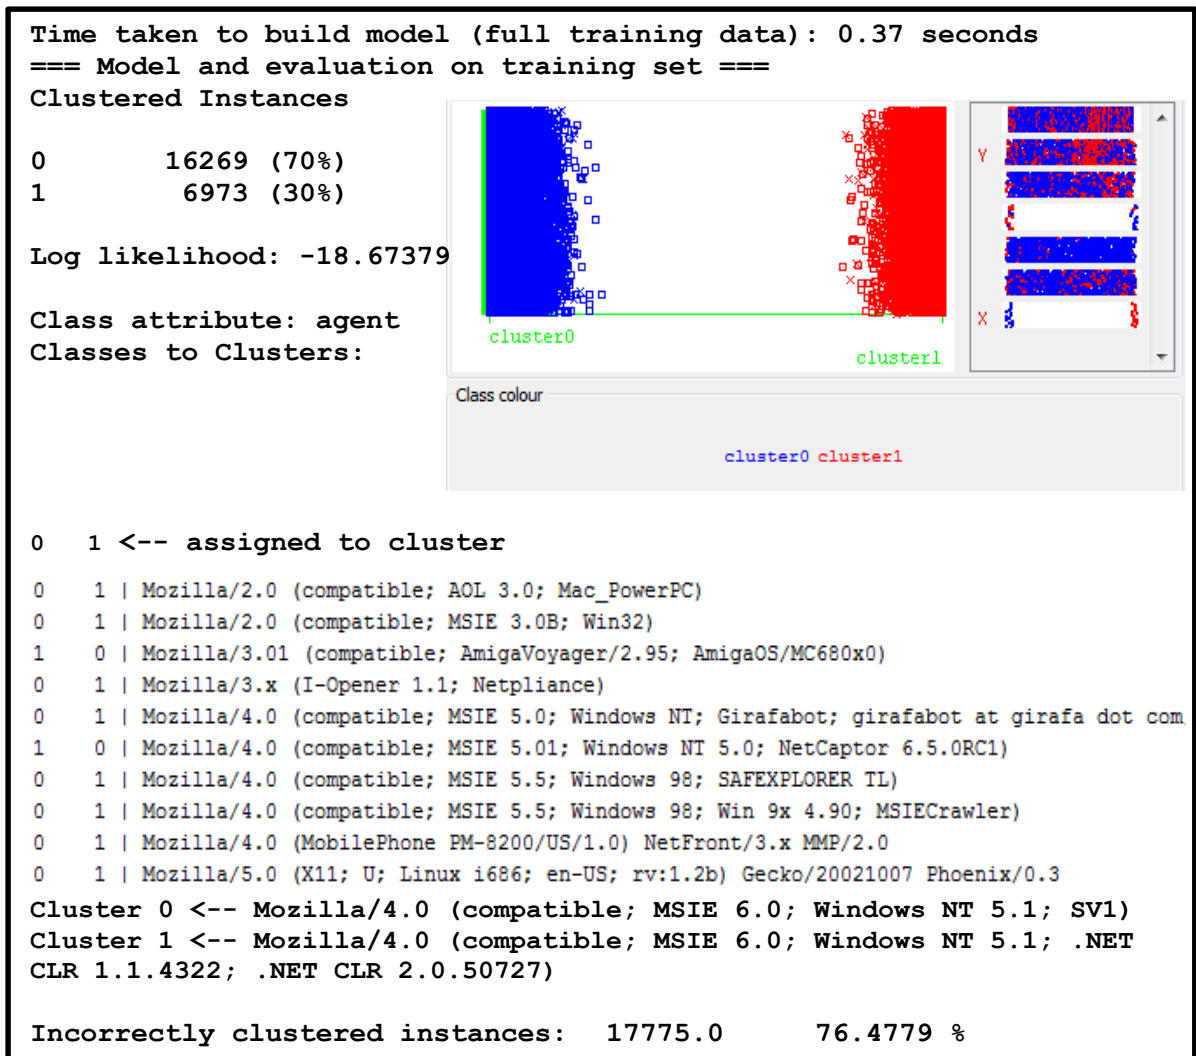 Time taken to build model (full training data): 0.37 seconds
=== Model and evaluation on training set ===
Clustered Instances
0 16269 (70%)
1 6973 (30%)
Log likelihood: -18.67379
Class attribute: agent
Classes to Clusters:
Y
X
cluster0
cluster1
Class colour
cluster0 cluster1
0 1 <-- assigned to cluster
0 1 | Mozilla/2.0 (compatible; AOL 3.0; Mac_PowerPC)
0 1 | Mozilla/2.0 (compatible; MSIE 3.0B; Win32)
1 0 | Mozilla/3.01 (compatible; AmigaVoyager/2.95; AmigaOS/MC680x0)
0 1 | Mozilla/3.x (I-Opener 1.1; Netpliance)
0 1 | Mozilla/4.0 (compatible; MSIE 5.0; Windows NT; Girafabot; girafabot at girafa dot com
1 0 | Mozilla/4.0 (compatible; MSIE 5.01; Windows NT 5.0; NetCaptor 6.5.0RC1)
0 1 | Mozilla/4.0 (compatible; MSIE 5.5; Windows 98; SAFEXPLORER TL)
0 1 | Mozilla/4.0 (compatible; MSIE 5.5; Windows 98; Win 9x 4.90; MSIECrawler)
0 1 | Mozilla/4.0 (MobilePhone PM-8200/US/1.0) NetFront/3.x MMP/2.0
0 1 | Mozilla/5.0 (X11; U; Linux i686; en-US; rv:1.2b) Gecko/20021007 Phoenix/0.3
Cluster 0 <-- Mozilla/4.0 (compatible; MSIE 6.0; Windows NT 5.1; SV1)
Cluster 1 <-- Mozilla/4.0 (compatible; MSIE 6.0; Windows NT 5.1; .NET
CLR 1.1.4322; .NET CLR 2.0.50727)
Incorrectly clustered instances: 17775.0 76.4779 %